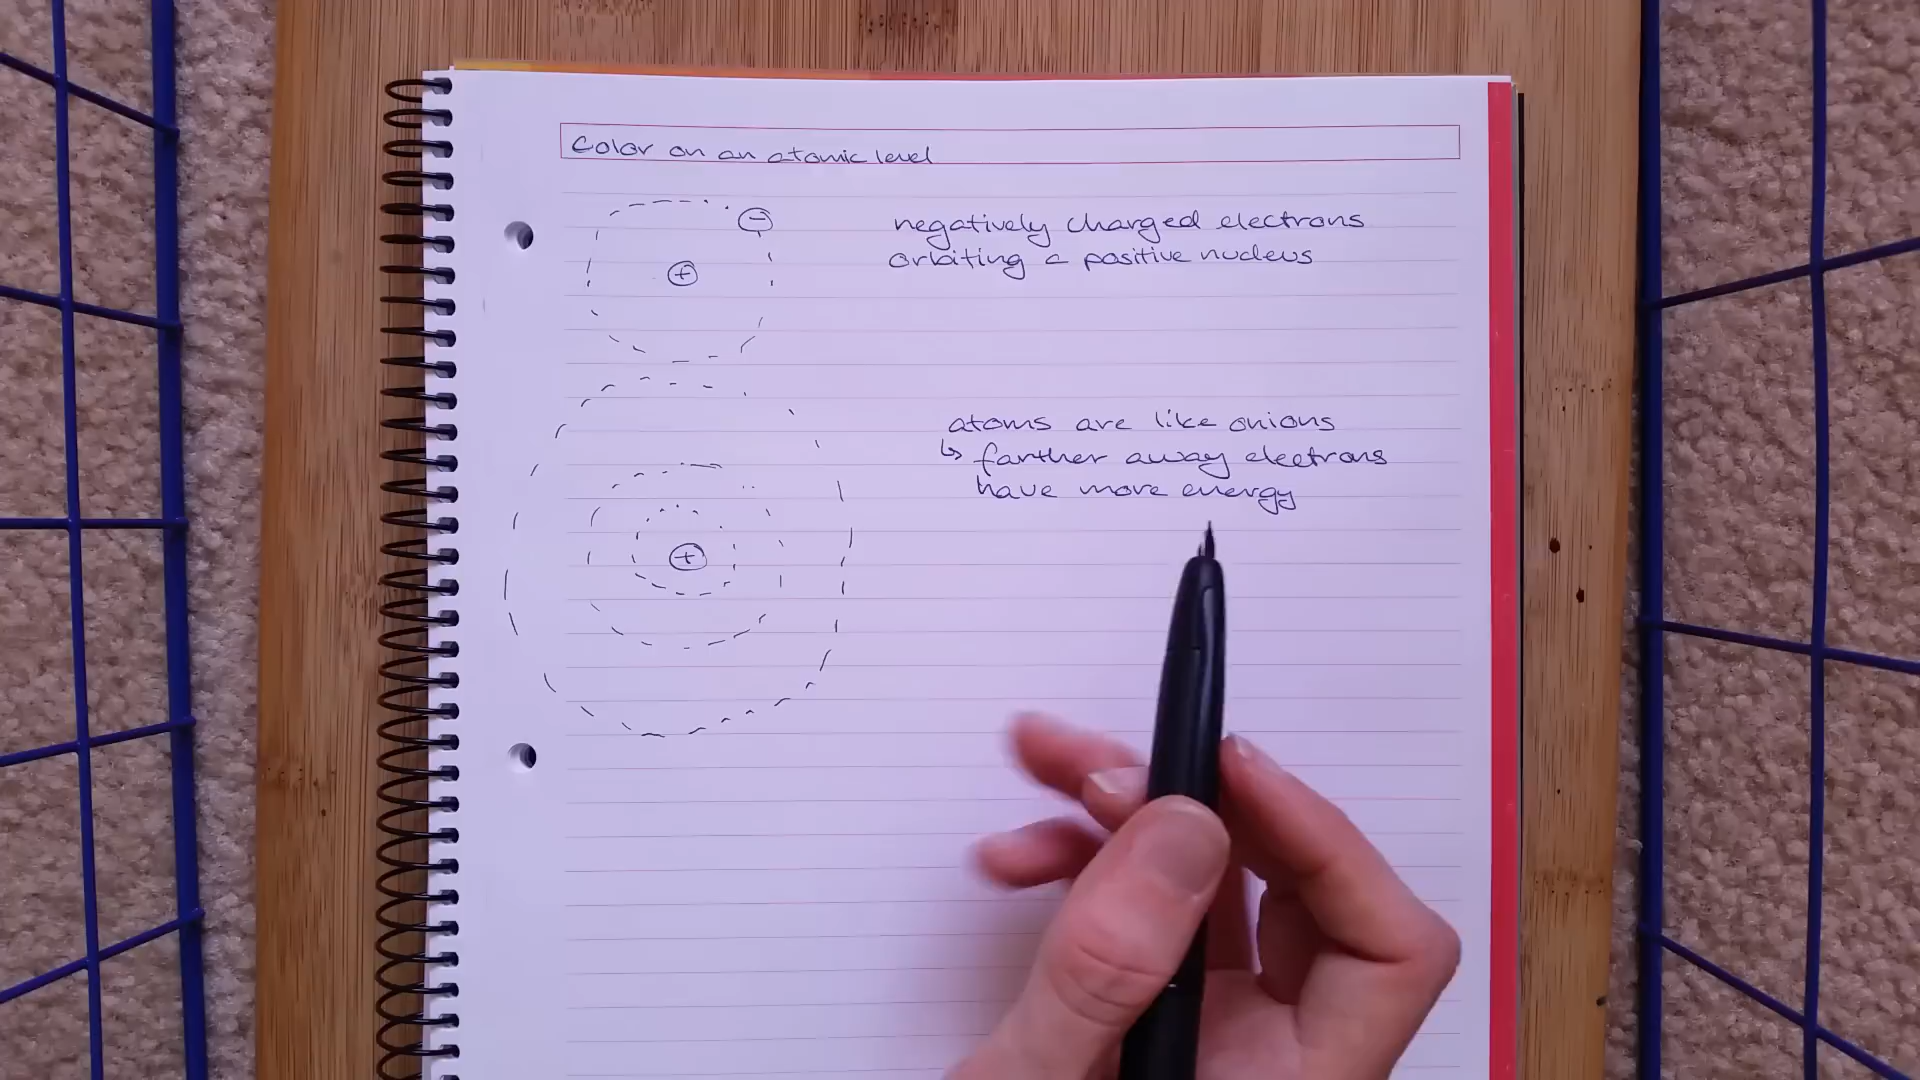 Color on an atomic level
negatively charged electrons
orbiting a positive nucleus
atoms are like onions
↳ farther away electrons
have more energy